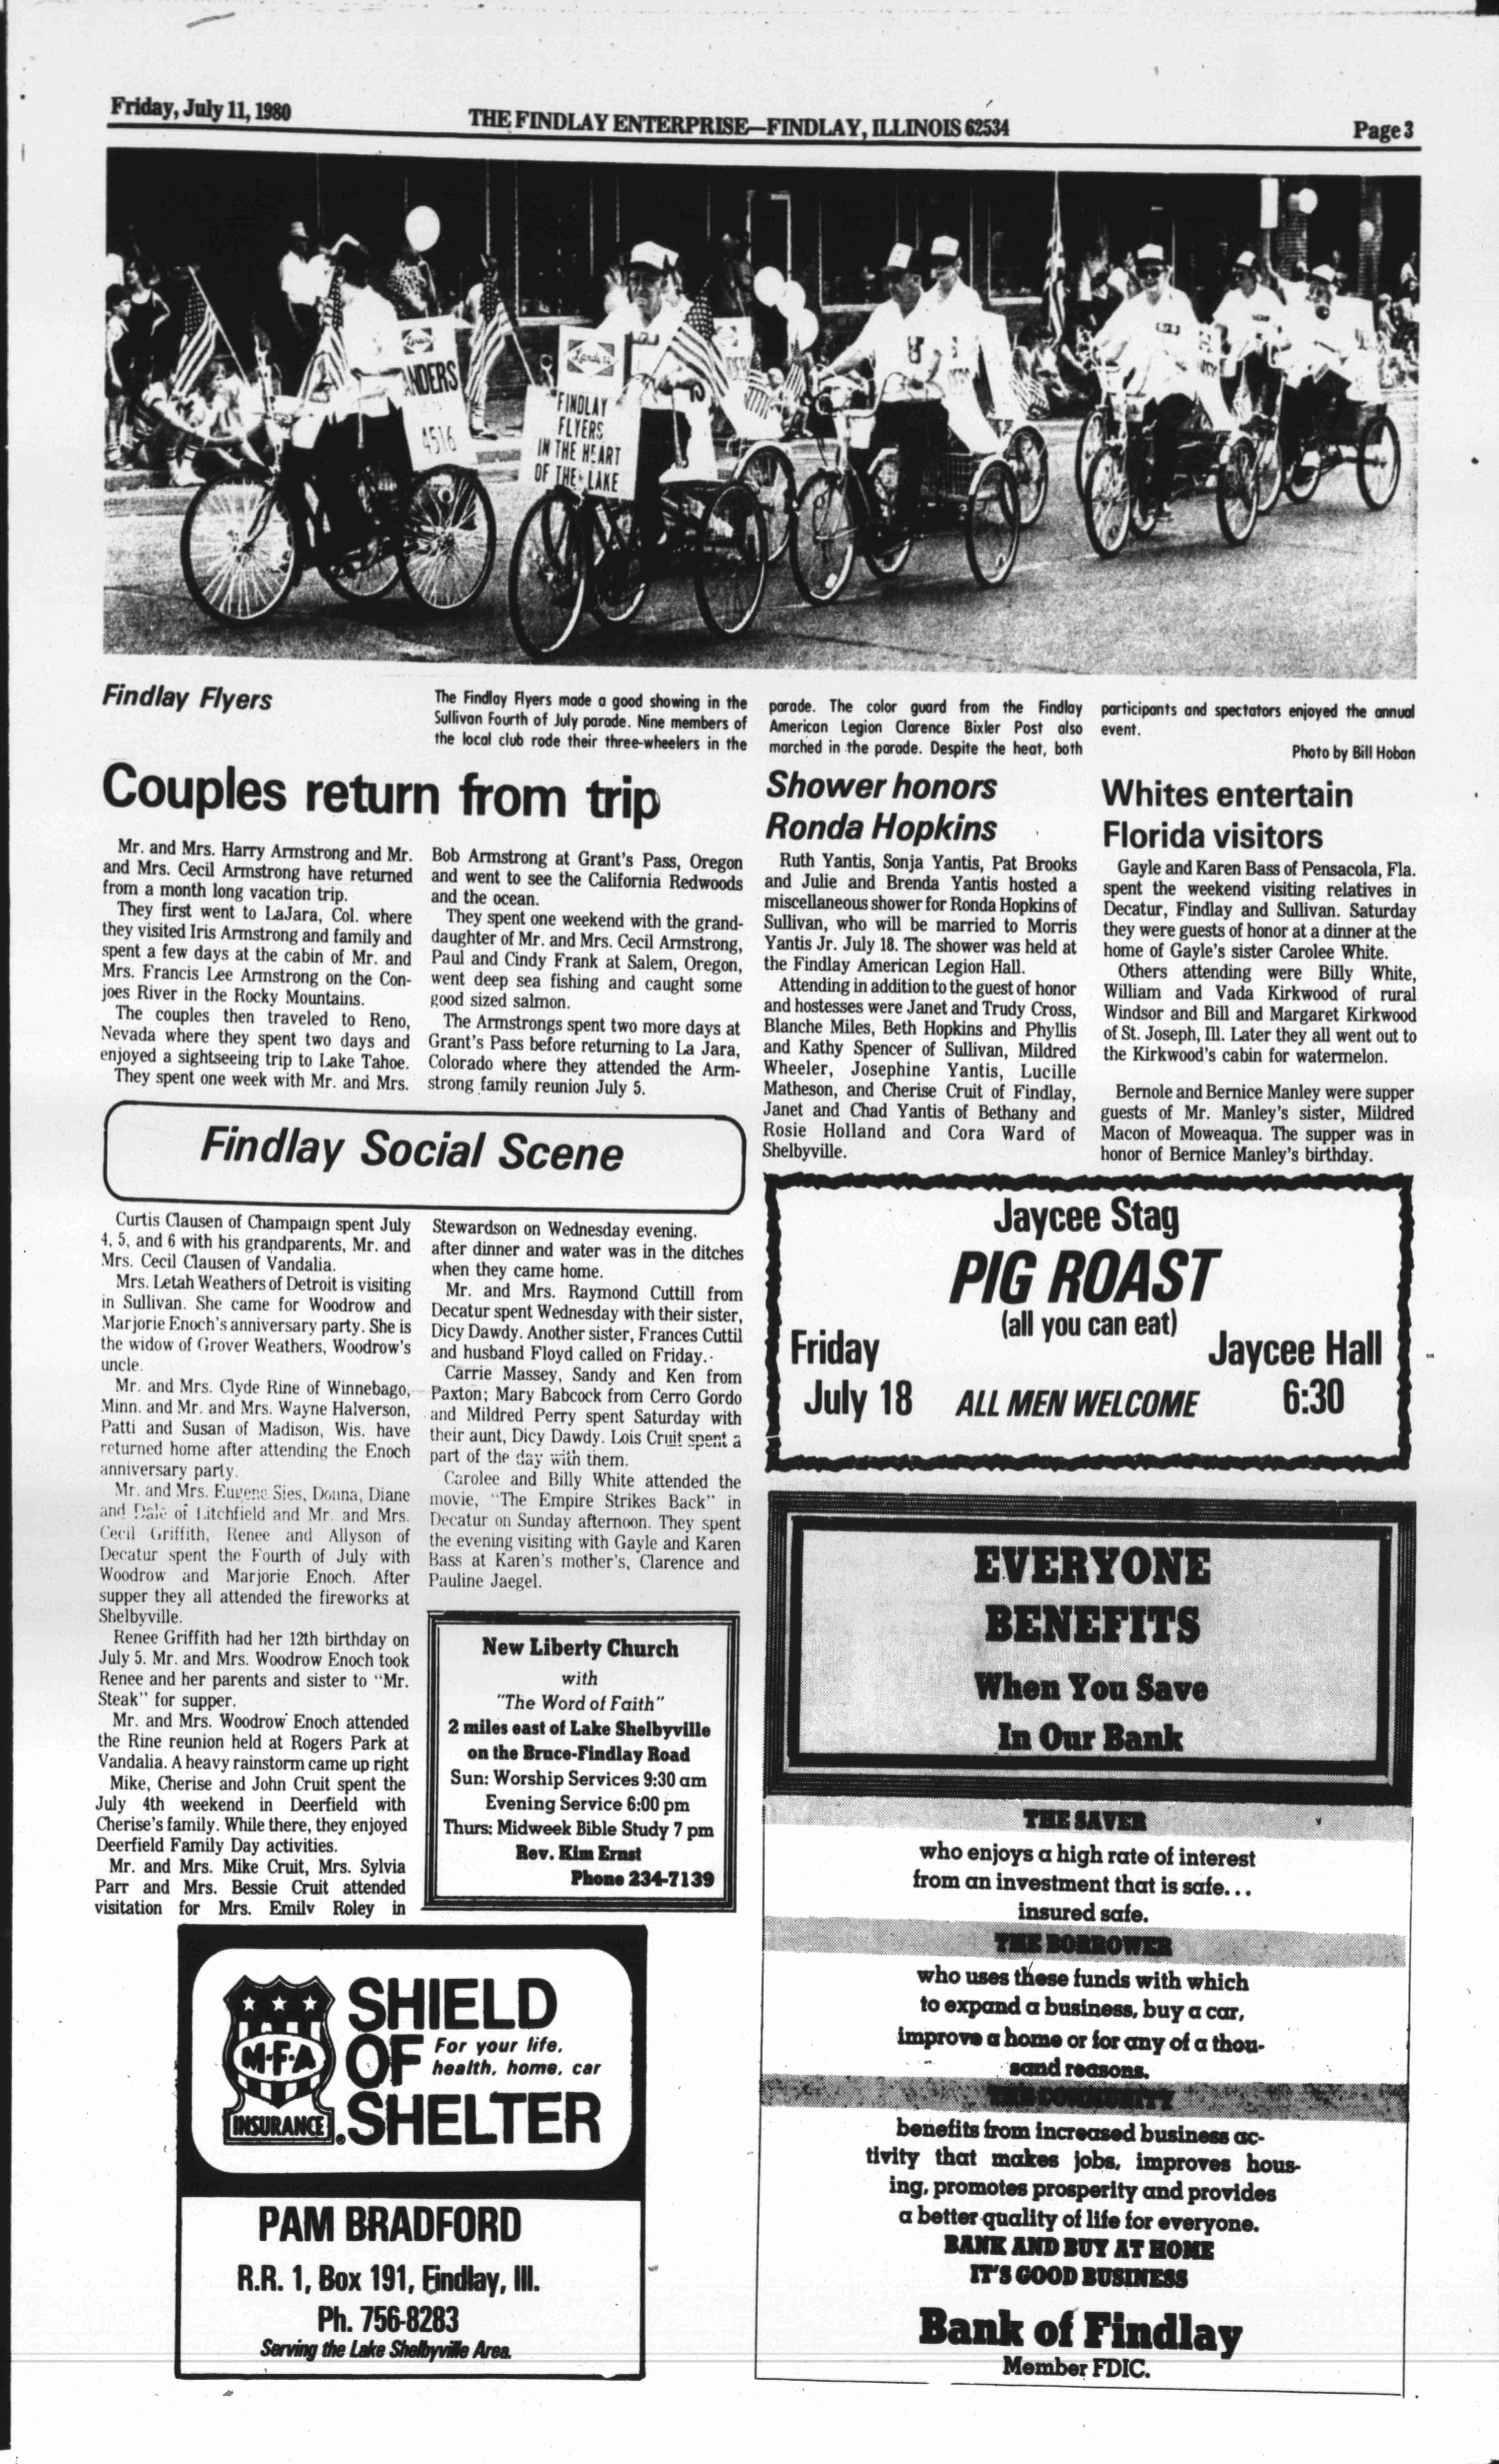 Friday, July 11, 1980
THE FINDLAY ENTERPRISE—FINDLAY, ILLINOIS 62534
Page 3
ANDERS
4516
FINDLAY
FLYERS
IN THE HEART
OF THE LAKE
Findlay Flyers
The Findlay Flyers made a good showing in the
Sullivan Fourth of July parade. Nine members of
the local club rode their three-wheelers in the
parade. The color guard from the Findlay
American Legion Clarence Bixler Post also
marched in the parade. Despite the heat, both
participants and spectators enjoyed the annual
event.
Photo by Bill Hoban
Couples return from trip
Mr. and Mrs. Harry Armstrong and Mr.
and Mrs. Cecil Armstrong have returned
from a month long vacation trip.
They first went to LaJara, Col. where
they visited Iris Armstrong and family and
spent a few days at the cabin of Mr. and
Mrs. Francis Lee Armstrong on the Con-
joes River in the Rocky Mountains.
The couples then traveled to Reno,
Nevada where they spent two days and
enjoyed a sightseeing trip to Lake Tahoe.
They spent one week with Mr. and Mrs.
Bob Armstrong at Grant's Pass, Oregon
and went to see the California Redwoods
and the ocean.
They spent one weekend with the grand-
daughter of Mr. and Mrs. Cecil Armstrong,
Paul and Cindy Frank at Salem, Oregon,
went deep sea fishing and caught some
good sized salmon.
The Armstrongs spent two more days at
Grant's Pass before returning to La Jara,
Colorado where they attended the Arm-
strong family reunion July 5.
Shower honors
Ronda Hopkins
Ruth Yantis, Sonja Yantis, Pat Brooks
and Julie and Brenda Yantis hosted a
miscellaneous shower for Ronda Hopkins of
Sullivan, who will be married to Morris
Yantis Jr. July 18. The shower was held at
the Findlay American Legion Hall.
Attending in addition to the guest of honor
and hostesses were Janet and Trudy Cross,
Blanche Miles, Beth Hopkins and Phyllis
and Kathy Spencer of Sullivan, Mildred
Wheeler, Josephine Yantis, Lucille
Matheson, and Cherise Cruit of Findlay,
Janet and Chad Yantis of Bethany and
Rosie Holland and Cora Ward of
Shelbyville.
Whites entertain
Florida visitors
Gayle and Karen Bass of Pensacola, Fla.
spent the weekend visiting relatives in
Decatur, Findlay and Sullivan. Saturday
they were guests of honor at a dinner at the
home of Gayle's sister Carolee White.
Others attending were Billy White,
William and Vada Kirkwood of rural
Windsor and Bill and Margaret Kirkwood
of St. Joseph, Ill. Later they all went out to
the Kirkwood's cabin for watermelon.
Bernole and Bernice Manley were supper
guests of Mr. Manley's sister, Mildred
Macon of Moweaqua. The supper was in
honor of Bernice Manley's birthday.
Findlay Social Scene
Curtis Clausen of Champaign spent July
4, 5, and 6 with his grandparents, Mr. and
Mrs. Cecil Clausen of Vandalia.
Mrs. Letah Weathers of Detroit is visiting
in Sullivan. She came for Woodrow and
Marjorie Enoch's anniversary party. She is
the widow of Grover Weathers, Woodrow's
uncle.
Mr. and Mrs. Clyde Rine of Winnebago,
Minn. and Mr. and Mrs. Wayne Halverson,
Patti and Susan of Madison, Wis. have
returned home after attending the Enoch
anniversary party.
Mr. and Mrs. Eugene Sies, Donna, Diane
and Dale of Litchfield and Mr. and Mrs.
Cecil Griffith, Renee and Allyson of
Decatur spent the Fourth of July with
Woodrow and Marjorie Enoch. After
supper they all attended the fireworks at
Shelbyville.
Renee Griffith had her 12th birthday on
July 5. Mr. and Mrs. Woodrow Enoch took
Renee and her parents and sister to "Mr.
Steak" for supper.
Mr. and Mrs. Woodrow Enoch attended
the Rine reunion held at Rogers Park at
Vandalia. A heavy rainstorm came up right
Mike, Cherise and John Cruit spent the
July 4th weekend in Deerfield with
Cherise's family. While there, they enjoyed
Deerfield Family Day activities.
Mr. and Mrs. Mike Cruit, Mrs. Sylvia
Parr and Mrs. Bessie Cruit attended
visitation for Mrs. Emily Roley in
Stewardson on Wednesday evening.
after dinner and water was in the ditches
when they came home.
Mr. and Mrs. Raymond Cuttill from
Decatur spent Wednesday with their sister,
Dicy Dawdy. Another sister, Frances Cuttil
and husband Floyd called on Friday.
Carrie Massey, Sandy and Ken from
Paxton; Mary Babcock from Cerro Gordo
and Mildred Perry spent Saturday with
their aunt, Dicy Dawdy. Lois Cruit spent a
part of the day with them.
Carolee and Billy White attended the
movie, "The Empire Strikes Back" in
Decatur on Sunday afternoon. They spent
the evening visiting with Gayle and Karen
Bass at Karen's mother's, Clarence and
Pauline Jaegel.
New Liberty Church
with
"The Word of Faith"
2 miles east of Lake Shelbyville
on the Bruce-Findlay Road
Sun: Worship Services 9:30 am
Evening Service 6:00 pm
Thurs: Midweek Bible Study 7 pm
Rev. Kim Ernst
Phone 234-7139
Jaycee Stag
PIG ROAST
(all you can eat)
Friday
July 18
ALL MEN WELCOME
Jaycee Hall
6:30
EVERYONE
BENEFITS
When You Save
In Our Bank
THE SAVER
who enjoys a high rate of interest
from an investment that is safe...
insured safe.
THE BORROWER
who uses these funds with which
to expand a business, buy a car,
improve a home or for any of a thou-
sand reasons.
THE COMMUNITY
benefits from increased business ac-
tivity that makes jobs, improves hous-
ing, promotes prosperity and provides
a better quality of life for everyone.
BANK AND BUY AT HOME
IT'S GOOD BUSINESS
Bank of Findlay
Member FDIC.
M·F·A
INSURANCE®
SHIELD
OF
For your life,
health, home, car
SHELTER
PAM BRADFORD
R.R. 1, Box 191, Findlay, Ill.
Ph. 756-8283
Serving the Lake Shelbyville Area.